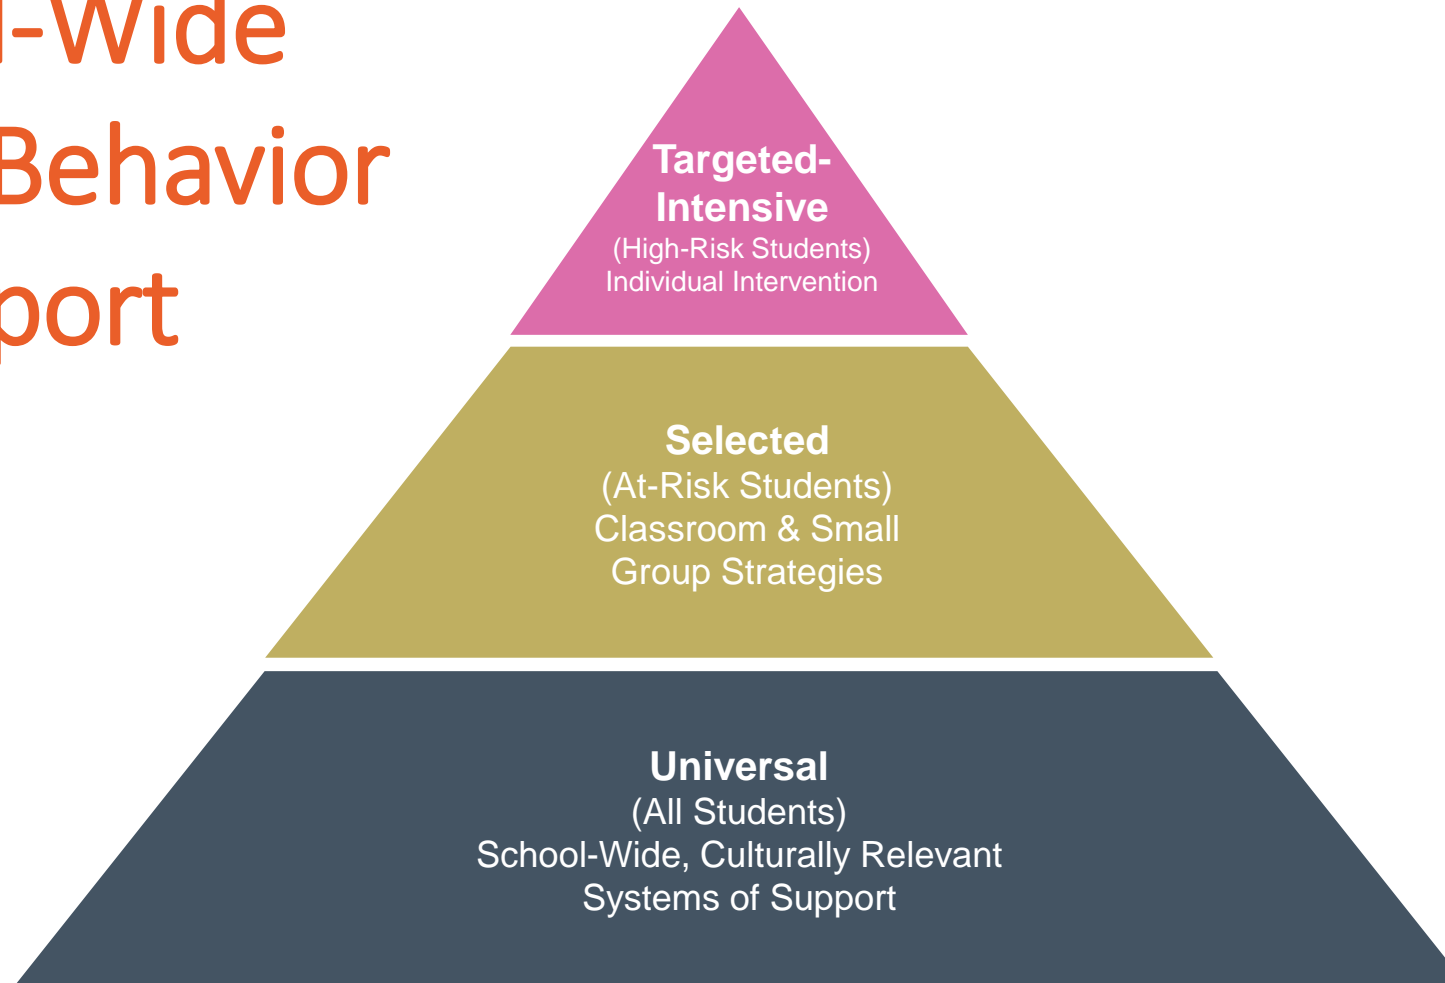 -Wide
Behavior
port
Targeted-
Intensive
(High-Risk Students)
Individual Intervention
Selected
(At-Risk Students)
Classroom & Small
Group Strategies
Universal
(All Students)
School-Wide, Culturally Relevant
Systems of Support